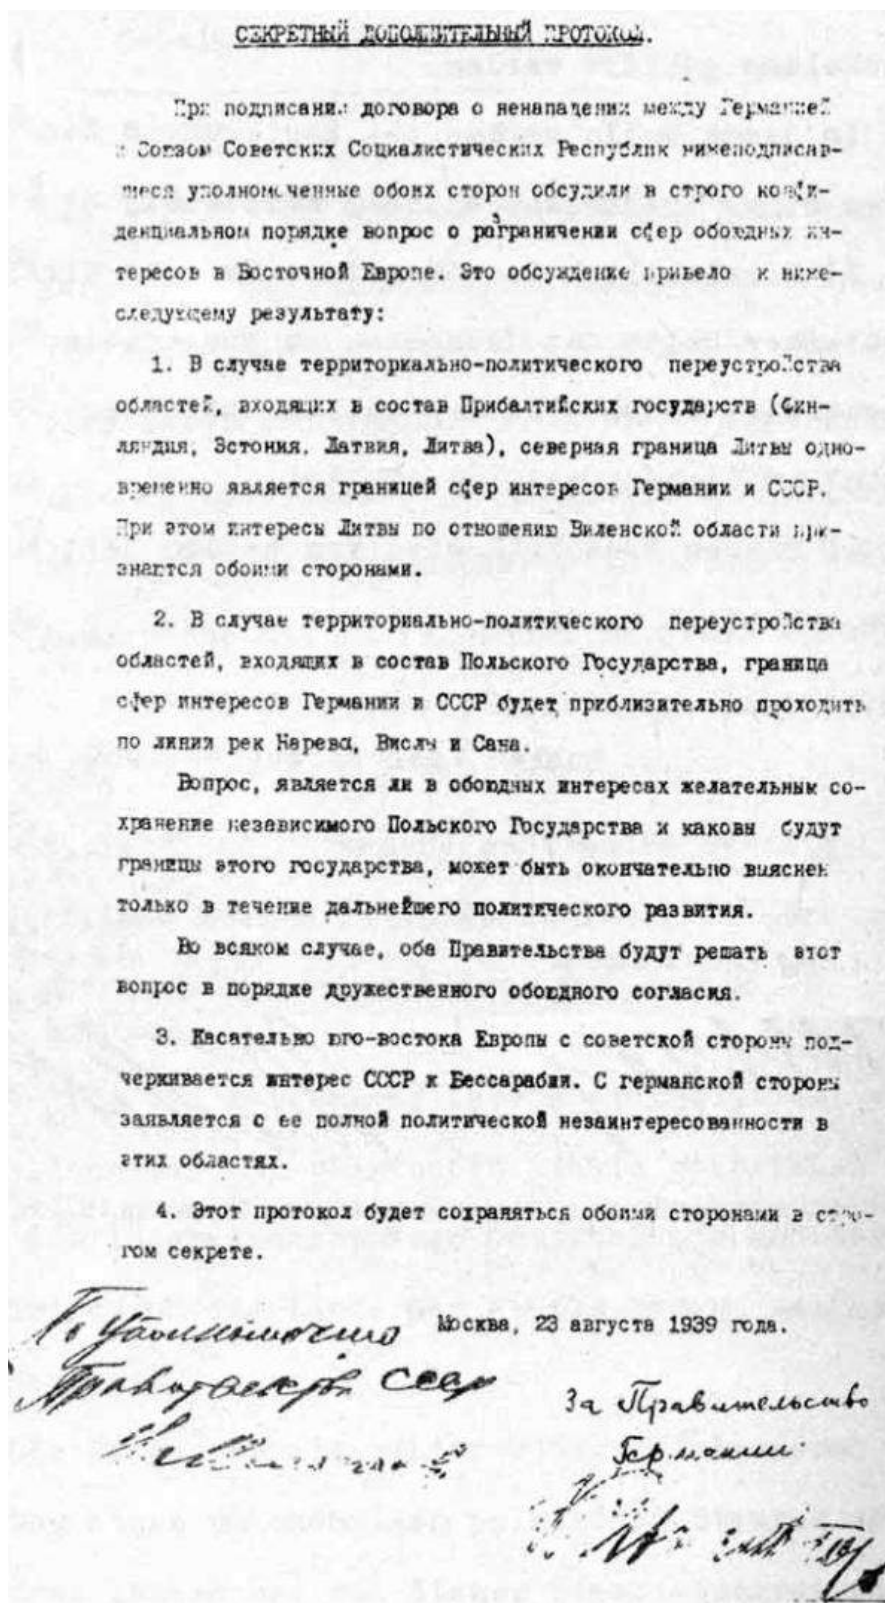 СЕКРЕТНЫЙ ДОПОЛНИТЕЛЬНЫЙ ПРОТОКОЛ.
При подписании договора о ненападении между Германией
и Союзом Советских Социалистических Республик нижеподписав-
шиеся уполномоченные обоих сторон обсудили в строго конфи-
денциальном порядке вопрос о разграничении сфер обоюдных ин-
тересов в Восточной Европе. Это обсуждение привело к ниже-
следующему результату:
1. В случае территориально-политического переустройства
областей, входящих в состав Прибалтийских государств (Фин-
ляндия, Эстония, Латвия, Литва), северная граница Литвы одно-
временно является границей сфер интересов Германии и СССР.
При этом интересы Литвы по отношению Виленской области при-
знаются обоими сторонами.
2. В случае территориально-политического переустройства
областей, входящих в состав Польского Государства, граница
сфер интересов Германии и СССР будет приблизительно проходить
по линии рек Нарева, Вислы и Сана.
Вопрос, является ли в обоюдных интересах желательным со-
хранение независимого Польского Государства и каковы будут
границы этого государства, может быть окончательно выяснен
только в течение дальнейшего политического развития.
Во всяком случае, оба Правительства будут решать этот
вопрос в порядке дружественного обоюдного согласия.
3. Касательно юго-востока Европы с советской стороны под-
черкивается интерес СССР к Бессарабии. С германской стороны
заявляется о ее полной политической незаинтересованности в
этих областях.
4. Этот протокол будет сохраняться обоими сторонами в стро-
гом секрете.
Москва, 23 августа 1939 года.
По уполномочию
Правительства СССР
За Правительство
Германии: